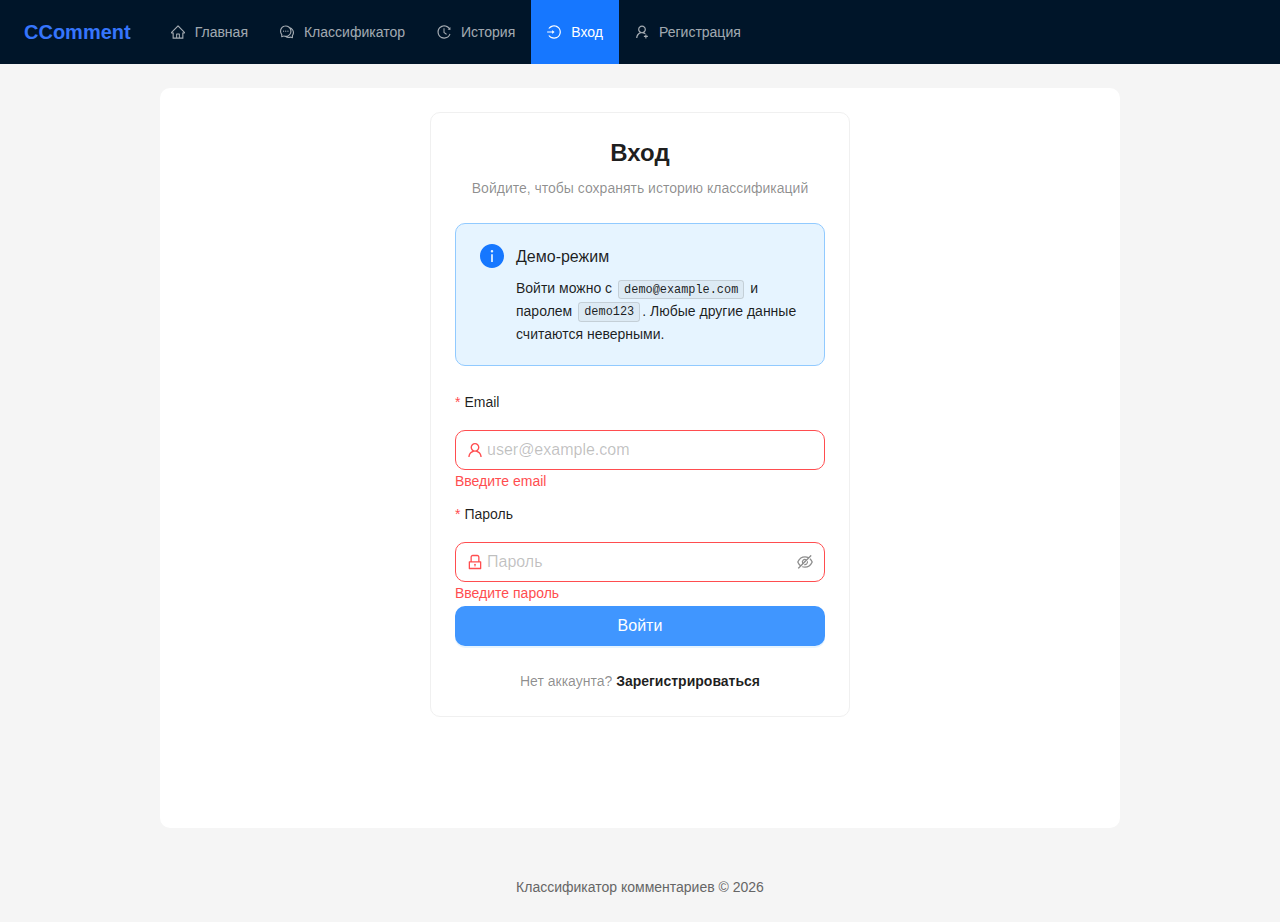 CComment Главная Классификатор История Вход Регистрация
Вход
Войдите, чтобы сохранять историю классификаций
Демо-режим
Войти можно с demo@example.com и
паролем demo123. Любые другие данные
считаются неверными.
* Email
user@example.com
Введите email
* Пароль
Пароль
Введите пароль
Войти
Нет аккаунта? Зарегистрироваться
Классификатор комментариев © 2026